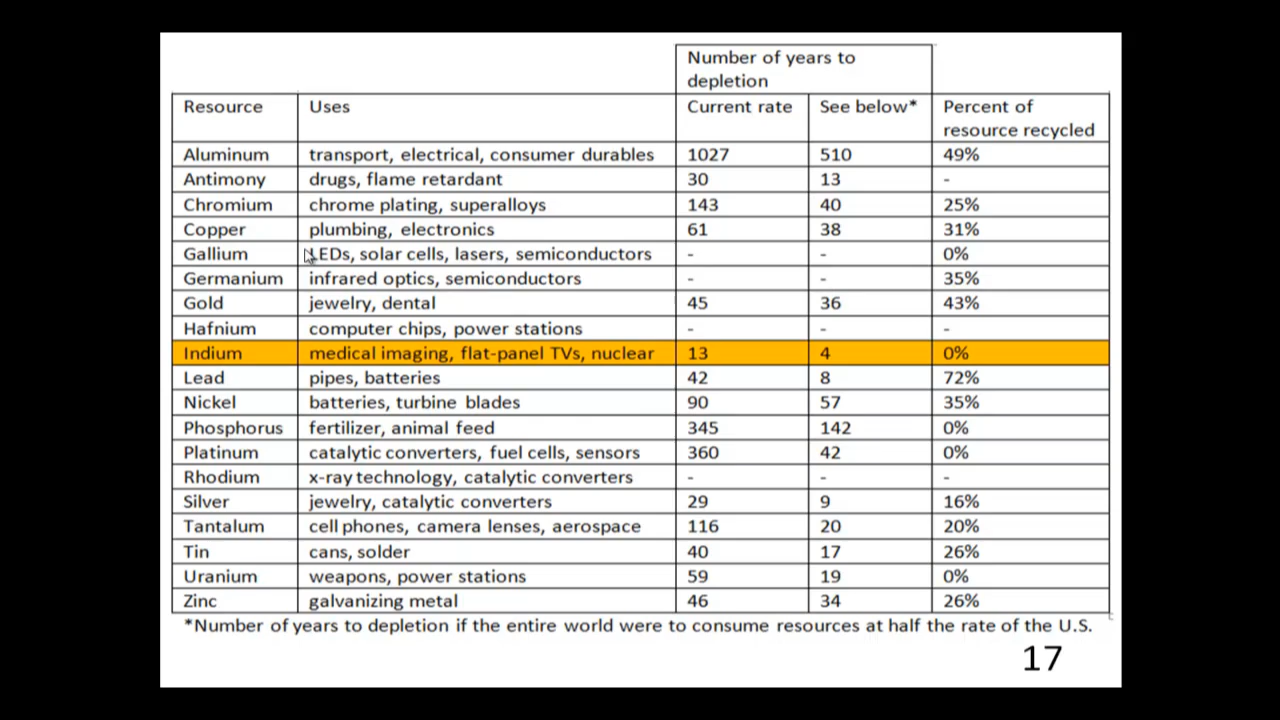 Number of years to
depletion
Resource Uses Current rate See below* Percent of
resource recycled
Aluminum transport, electrical, consumer durables 1027 510 49%
Antimony drugs, flame retardant 30 13 -
Chromium chrome plating, superalloys 143 40 25%
Copper plumbing, electronics 61 38 31%
Gallium LEDs, solar cells, lasers, semiconductors - - 0%
Germanium infrared optics, semiconductors - - 35%
Gold jewelry, dental 45 36 43%
Hafnium computer chips, power stations - - -
Indium medical imaging, flat-panel TVs, nuclear 13 4 0%
Lead pipes, batteries 42 8 72%
Nickel batteries, turbine blades 90 57 35%
Phosphorus fertilizer, animal feed 345 142 0%
Platinum catalytic converters, fuel cells, sensors 360 42 0%
Rhodium x-ray technology, catalytic converters - - -
Silver jewelry, catalytic converters 29 9 16%
Tantalum cell phones, camera lenses, aerospace 116 20 20%
Tin cans, solder 40 17 26%
Uranium weapons, power stations 59 19 0%
Zinc galvanizing metal 46 34 26%
*Number of years to depletion if the entire world were to consume resources at half the rate of the U.S.
17